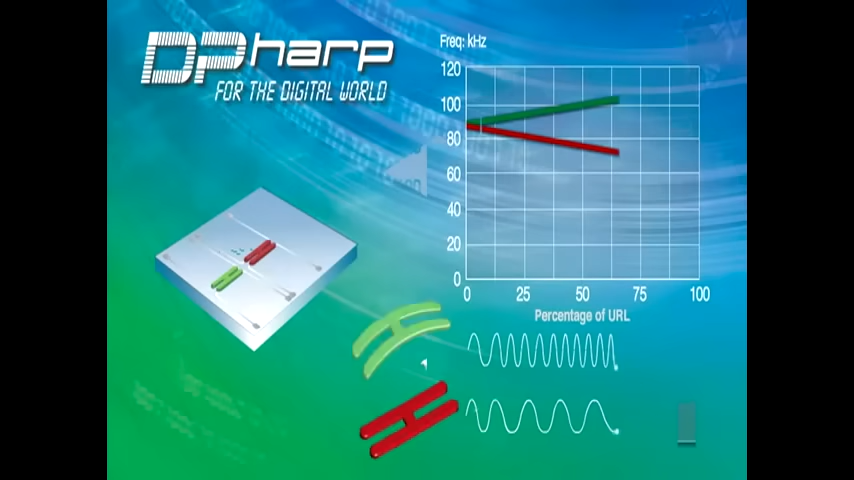 DPharp
FOR THE DIGITAL WORLD
Freq: kHz
120
100
80
60
40
20
0
0 25 50 75 100
Percentage of URL